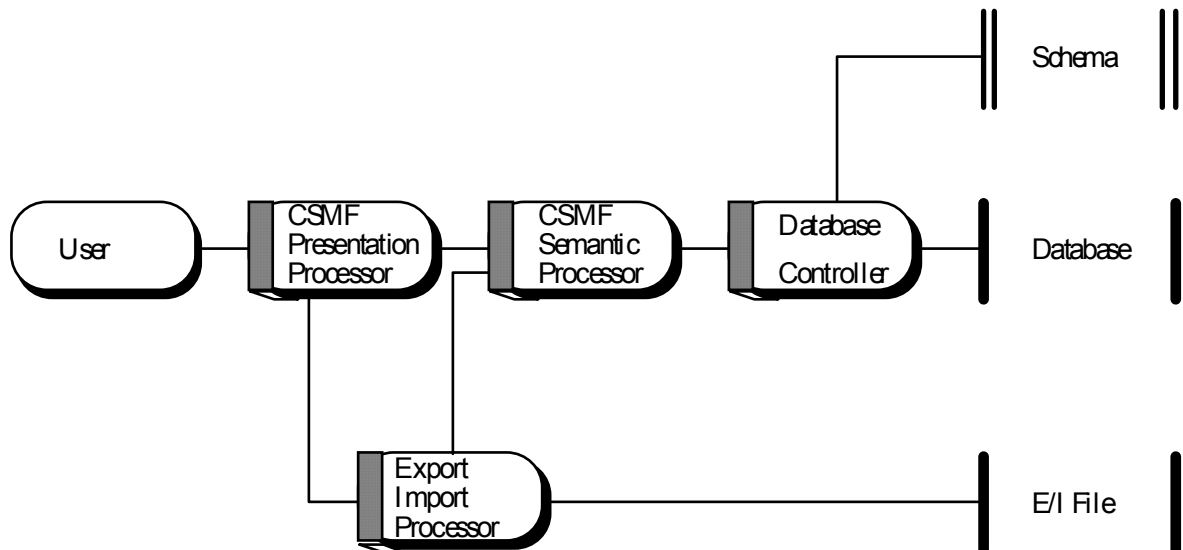 Schema
User
CSMF
Presentation
Processor
CSMF
Semantic
Processor
Database
Controller
Database
Export
Import
Processor
E/I File